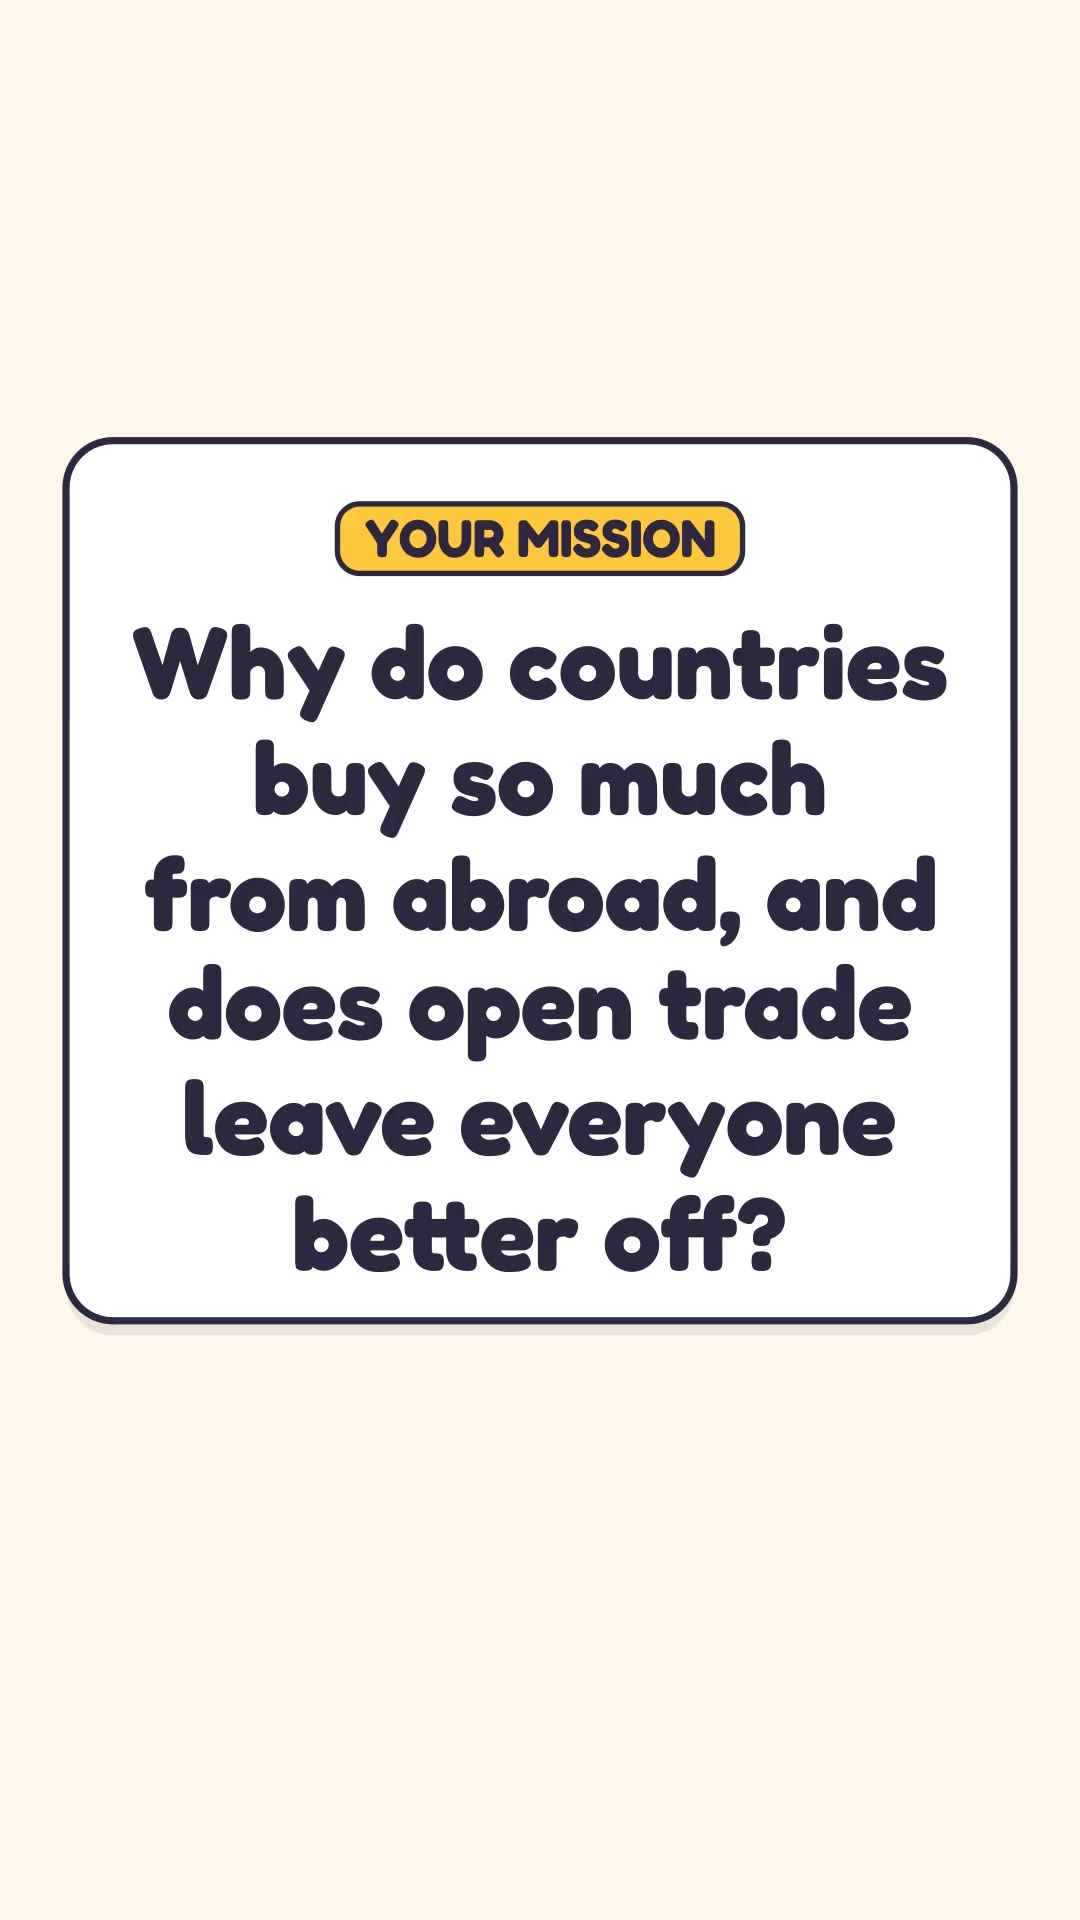 YOUR MISSION
Why do countries
buy so much
from abroad, and
does open trade
leave everyone
better off?